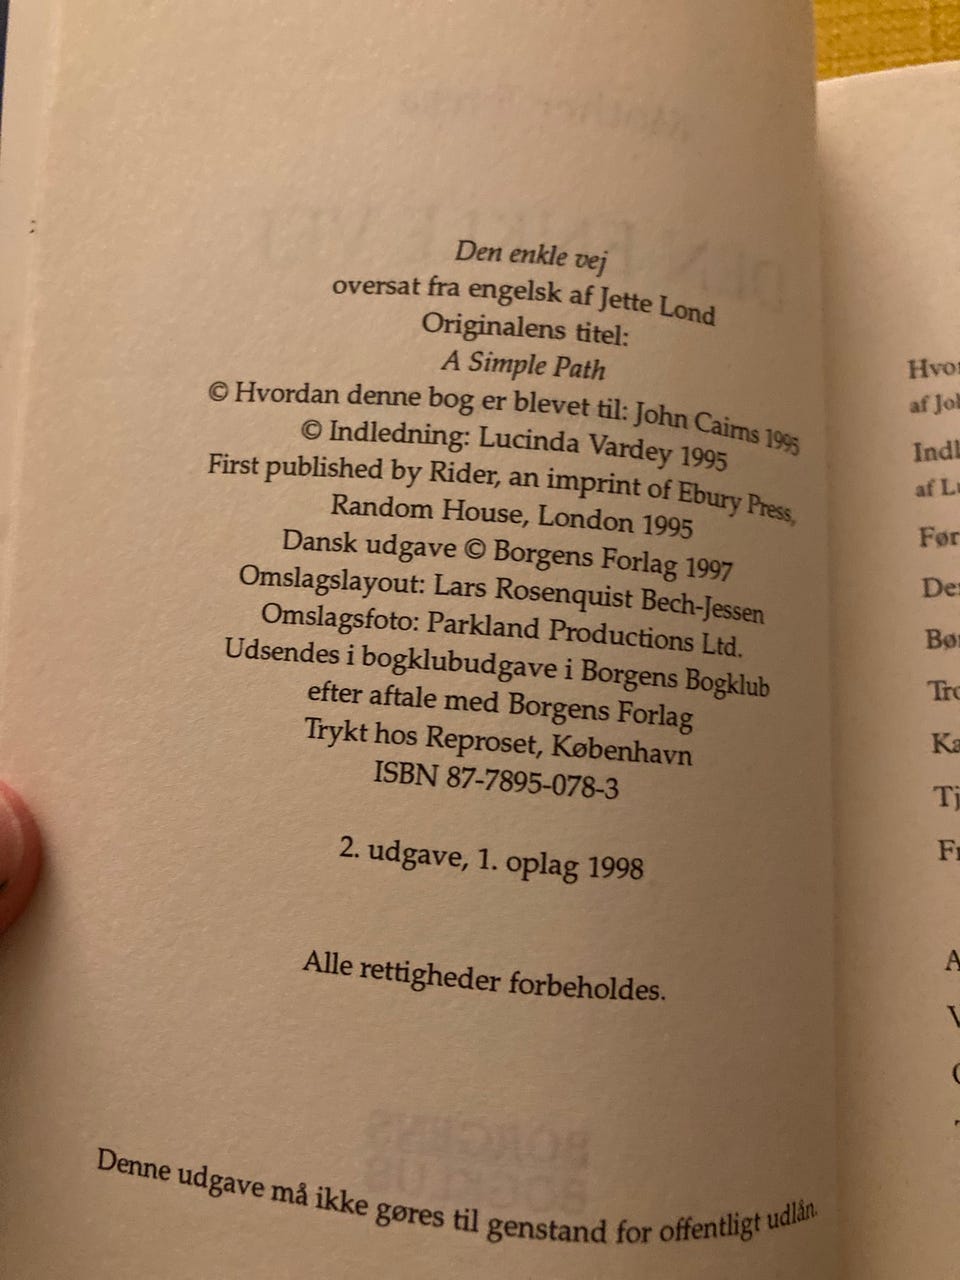 Den enkle vej
oversat fra engelsk af Jette Lond
Originalens titel:
A Simple Path
© Hvordan denne bog er blevet til: John Cairns 1995
© Indledning: Lucinda Vardey 1995
First published by Rider, an imprint of Ebury Press,
Random House, London 1995
Dansk udgave © Borgens Forlag 1997
Omslagslayout: Lars Rosenquist Bech-Jessen
Omslagsfoto: Parkland Productions Ltd.
Udsendes i bogklubudgave i Borgens Bogklub
efter aftale med Borgens Forlag
Trykt hos Reproset, København
ISBN 87-7895-078-3
2. udgave, 1. oplag 1998
Alle rettigheder forbeholdes.
Denne udgave må ikke gøres til genstand for offentligt udlån.
af
af